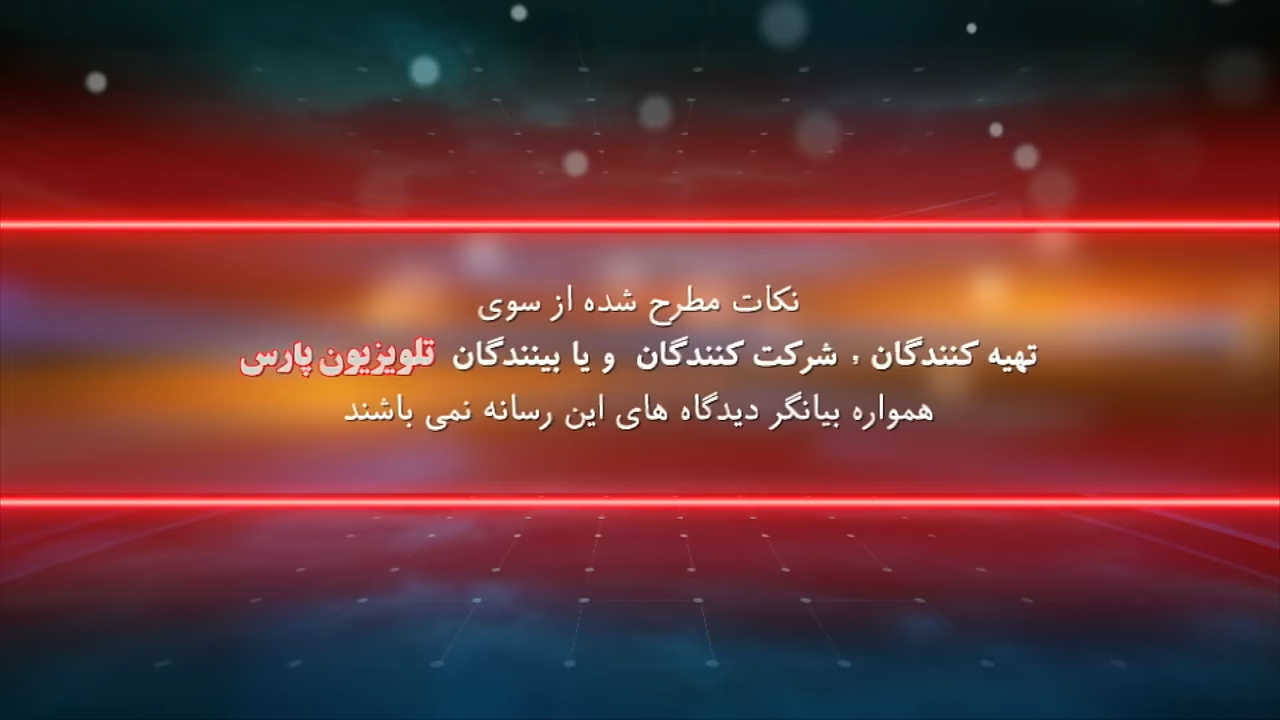 نکات مطرح شده از سوی
تهیه کنندگان ، شرکت کنندگان و یا بینندگان تلویزیون پارس
همواره بیانگر دیدگاه های این رسانه نمی باشند